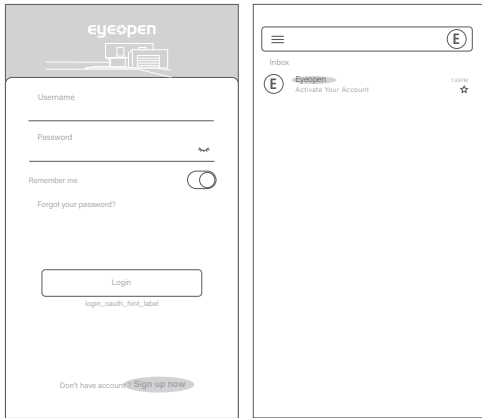 eyeopen
Username
Password
Remember me
Forgot your password?
Login
login_oauth_hint_label
Don't have account? Sign up now
E
Inbox
E
Eyeopen
1:35PM
Activate Your Account